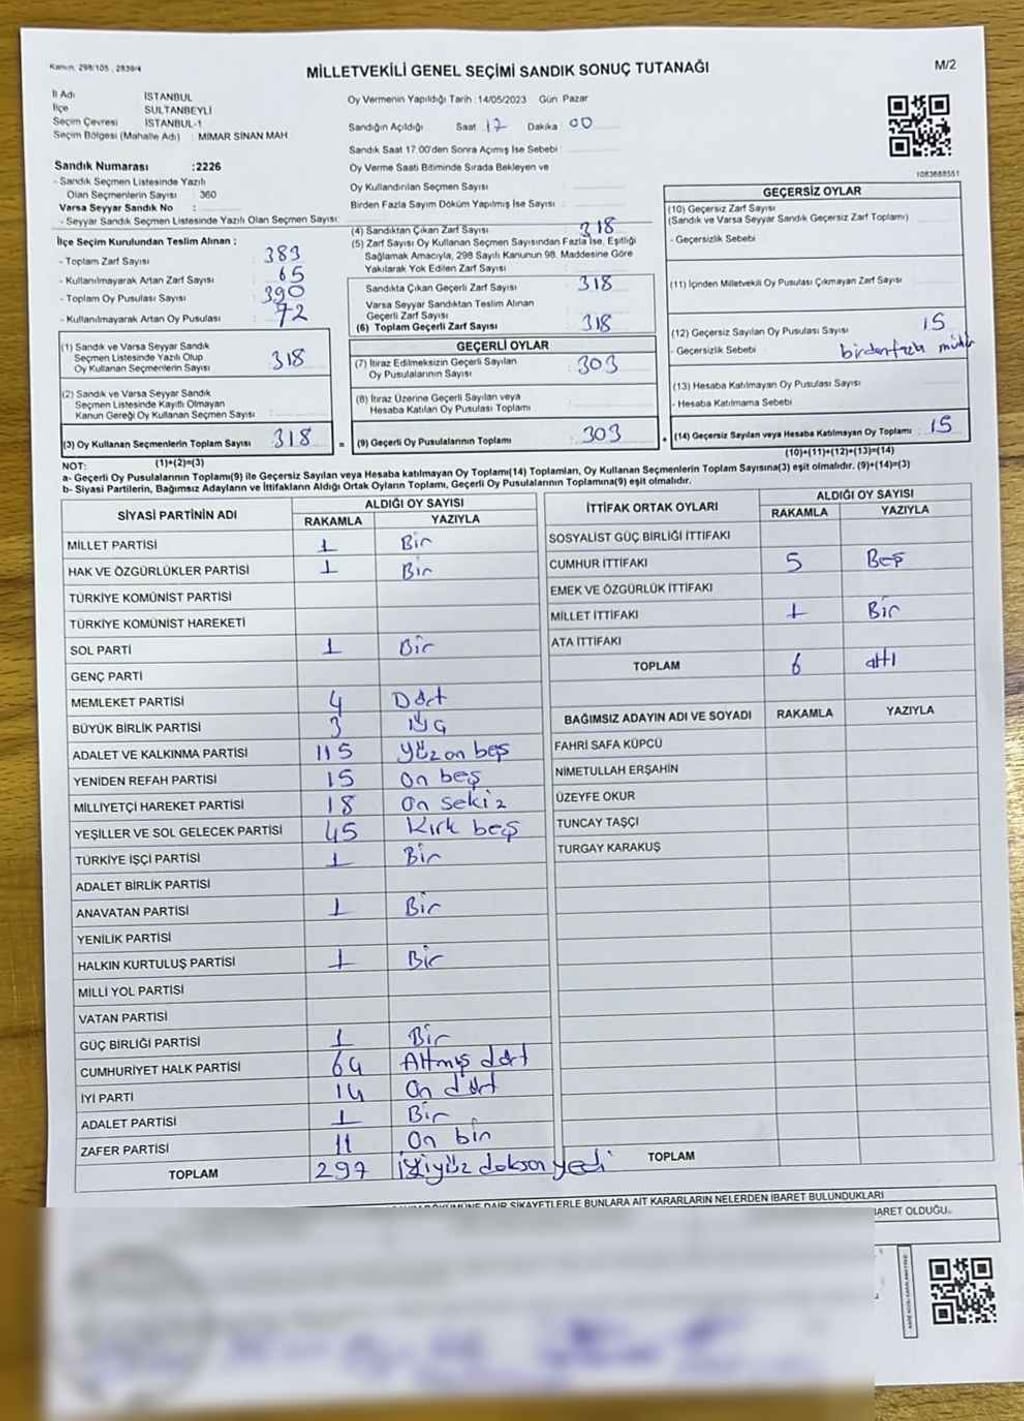 Kanun, 298/105 , 2839/4
MİLLETVEKİLİ GENEL SEÇİMİ SANDIK SONUÇ TUTANAĞI
M/2
İl Adı İSTANBUL
İlçe SULTANBEYLİ
Seçim Çevresi İSTANBUL-1
Seçim Bölgesi (Mahalle Adı) : MİMAR SİNAN MAH.
Sandık Numarası :2226
- Sandık Seçmen Listesinde Yazılı
Olan Seçmenlerin Sayısı 360
Varsa Seyyar Sandık No :
- Seyyar Sandık Seçmen Listesinde Yazılı Olan Seçmen Sayısı:
Oy Vermenin Yapıldığı Tarih :14/05/2023 Gün Pazar
Sandığın Açıldığı Saat 17 Dakika 00
Sandık Saat 17.00'den Sonra Açımış İse Sebebi :
Oy Verme Saati Bitiminde Sırada Bekleyen ve
Oy Kullandırılan Seçmen Sayısı :
Birden Fazla Sayım Döküm Yapılmış İse Sayısı :
1083688551
İlçe Seçim Kurulundan Teslim Alınan ;
- Toplam Zarf Sayısı : 383
- Kullanılmayarak Artan Zarf Sayısı : 65
- Toplam Oy Pusulası Sayısı : 390
- Kullanılmayarak Artan Oy Pusulası : 72
(1) Sandık ve Varsa Seyyar Sandık
Seçmen Listesinde Yazılı Olup
Oy Kullanan Seçmenlerin Sayısı : 318
(2) Sandık ve Varsa Seyyar Sandık
Seçmen Listesinde Kayıtlı Olmayan
Kanun Gereği Oy Kullanan Seçmen Sayısı :
(3) Oy Kullanan Seçmenlerin Toplam Sayısı : 318
(1)+(2)=(3)
(4) Sandıktan Çıkan Zarf Sayısı : 318
(5) Zarf Sayısı Oy Kullanan Seçmen Sayısından Fazla İse, Eşitliği
Sağlamak Amacıyla, 298 Sayılı Kanunun 98. Maddesine Göre
Yakılarak Yok Edilen Zarf Sayısı :
Sandıkta Çıkan Geçerli Zarf Sayısı : 318
Varsa Seyyar Sandıktan Teslim Alınan
Geçerli Zarf Sayısı :
(6) Toplam Geçerli Zarf Sayısı : 318
GEÇERLİ OYLAR
(7) İtiraz Edilmeksizin Geçerli Sayılan
Oy Pusulalarının Sayısı : 303
(8) İtiraz Üzerine Geçerli Sayılan veya
Hesaba Katılan Oy Pusulası Toplamı :
= (9) Geçerli Oy Pusulalarının Toplamı : 303
GEÇERSİZ OYLAR
(10) Geçersiz Zarf Sayısı
(Sandık ve Varsa Seyyar Sandık Geçersiz Zarf Toplamı) :
- Geçersizlik Sebebi :
(11) İçinden Milletvekili Oy Pusulası Çıkmayan Zarf Sayısı :
(12) Geçersiz Sayılan Oy Pusulası Sayısı : 15
- Geçersizlik Sebebi : birden fazla mühür
(13) Hesaba Katılmayan Oy Pusulası Sayısı :
- Hesaba Katılmama Sebebi :
+ (14) Geçersiz Sayılan veya Hesaba Katılmayan Oy Toplamı : 15
(10)+(11)+(12)+(13)=(14)
NOT:
a- Geçerli Oy Pusulalarının Toplamı(9) ile Geçersiz Sayılan veya Hesaba katılmayan Oy Toplamı(14) Toplamları, Oy Kullanan Seçmenlerin Toplam Sayısına(3) eşit olmalıdır. (9)+(14)=(3)
b- Siyasi Partilerin, Bağımsız Adayların ve İttifakların Aldığı Ortak Oyların Toplamı, Geçerli Oy Pusulalarının Toplamına(9) eşit olmalıdır.
SİYASİ PARTİNİN ADI ALDIĞI OY SAYISI
RAKAMLA YAZIYLA
MİLLET PARTİSİ 1 Bir
HAK VE ÖZGÜRLÜKLER PARTİSİ 1 Bir
TÜRKİYE KOMÜNİST PARTİSİ
TÜRKİYE KOMÜNİST HAREKETİ
SOL PARTİ 1 Bir
GENÇ PARTİ
MEMLEKET PARTİSİ 4 Dört
BÜYÜK BİRLİK PARTİSİ 3 Üç
ADALET VE KALKINMA PARTİSİ 115 Yüz on beş
YENİDEN REFAH PARTİSİ 15 On beş
MİLLİYETÇİ HAREKET PARTİSİ 18 On sekiz
YEŞİLLER VE SOL GELECEK PARTİSİ 45 Kırk beş
TÜRKİYE İŞÇİ PARTİSİ 1 Bir
ADALET BİRLİK PARTİSİ
ANAVATAN PARTİSİ 1 Bir
YENİLİK PARTİSİ
HALKIN KURTULUŞ PARTİSİ 1 Bir
MİLLİ YOL PARTİSİ
VATAN PARTİSİ
GÜÇ BİRLİĞİ PARTİSİ 1 Bir
CUMHURİYET HALK PARTİSİ 64 Altmış dört
İYİ PARTİ 14 On dört
ADALET PARTİSİ 1 Bir
ZAFER PARTİSİ 11 On bir
TOPLAM 297 İkiyüz doksan yedi
İTTİFAK ORTAK OYLARI ALDIĞI OY SAYISI
RAKAMLA YAZIYLA
SOSYALİST GÜÇ BİRLİĞİ İTTİFAKI
CUMHUR İTTİFAKI 5 Beş
EMEK VE ÖZGÜRLÜK İTTİFAKI
MİLLET İTTİFAKI 1 Bir
ATA İTTİFAKI
TOPLAM 6 altı
BAĞIMSIZ ADAYIN ADI VE SOYADI RAKAMLA YAZIYLA
FAHRİ SAFA KÜPCÜ
NİMETULLAH ERŞAHİN
ÜZEYFE OKUR
TUNCAY TAŞÇI
TURGAY KARAKUŞ
TOPLAM
DAİR ŞİKAYETLERLE BUNLARA AİT KARARLARIN NELERDEN İBARET BULUNDUKLARI
BARET OLDUĞU.